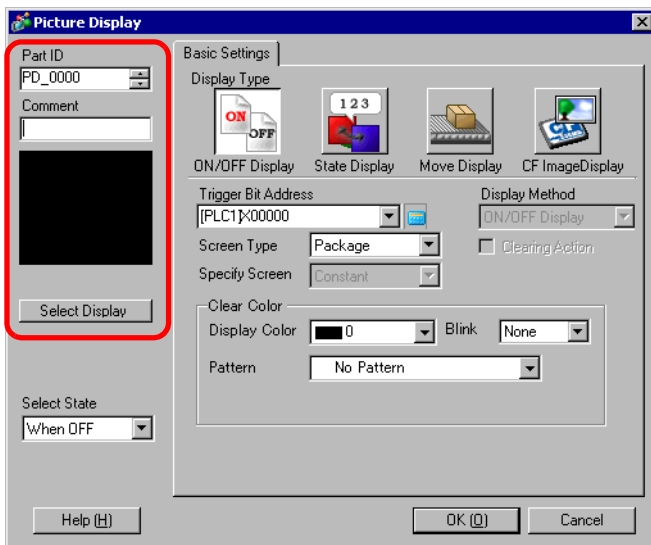 Picture Display
Part ID
PD_0000
Comment
Select Display
Select State
When OFF
Help (H)
Basic Settings
Display Type
ON
OFF
1 2 3
ON/OFF Display
State Display
Move Display
CF ImageDisplay
Trigger Bit Address
[PLC1]X00000
Display Method
ON/OFF Display
Screen Type
Package
Clearing Action
Specify Screen
Constant
Clear Color
Display Color
0
Blink
None
Pattern
No Pattern
OK (O)
Cancel